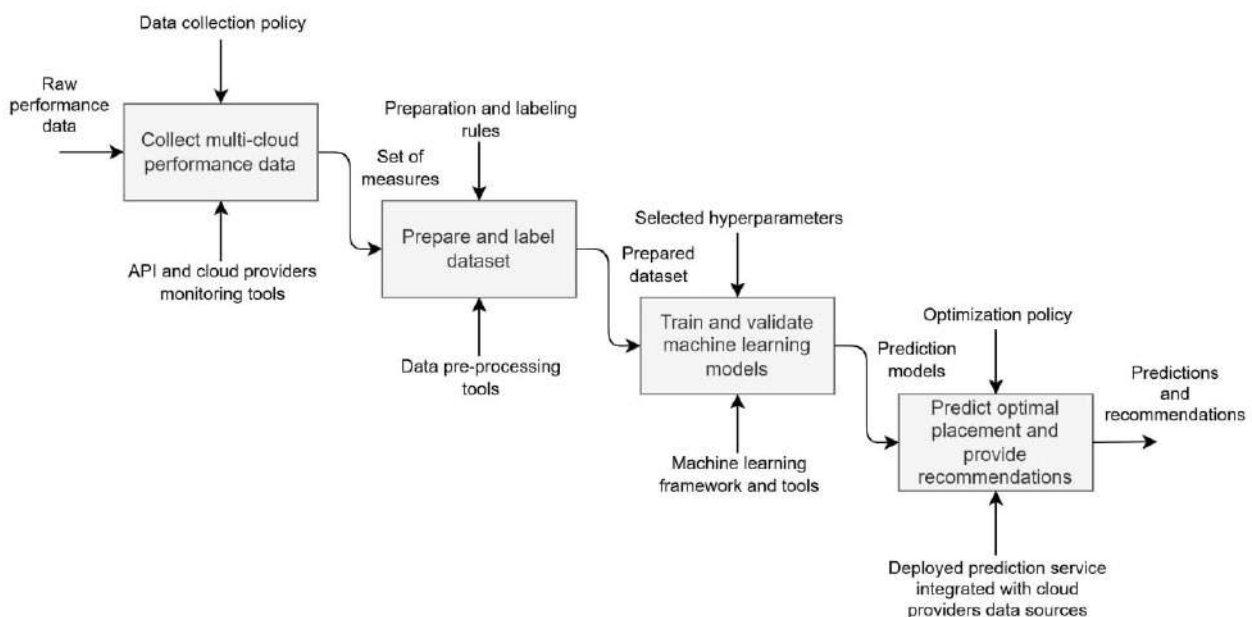 Data collection policy
Raw
performance
data
Collect multi-cloud
performance data
API and cloud providers
monitoring tools
Set of
measures
Preparation and labeling
rules
Prepare and label
dataset
Data pre-processing
tools
Prepared
dataset
Selected hyperparameters
Train and validate
machine learning
models
Machine learning
framework and tools
Prediction
models
Optimization policy
Predict optimal
placement and
provide
recommendations
Deployed prediction service
integrated with cloud
providers data sources
Predictions
and
recommendations